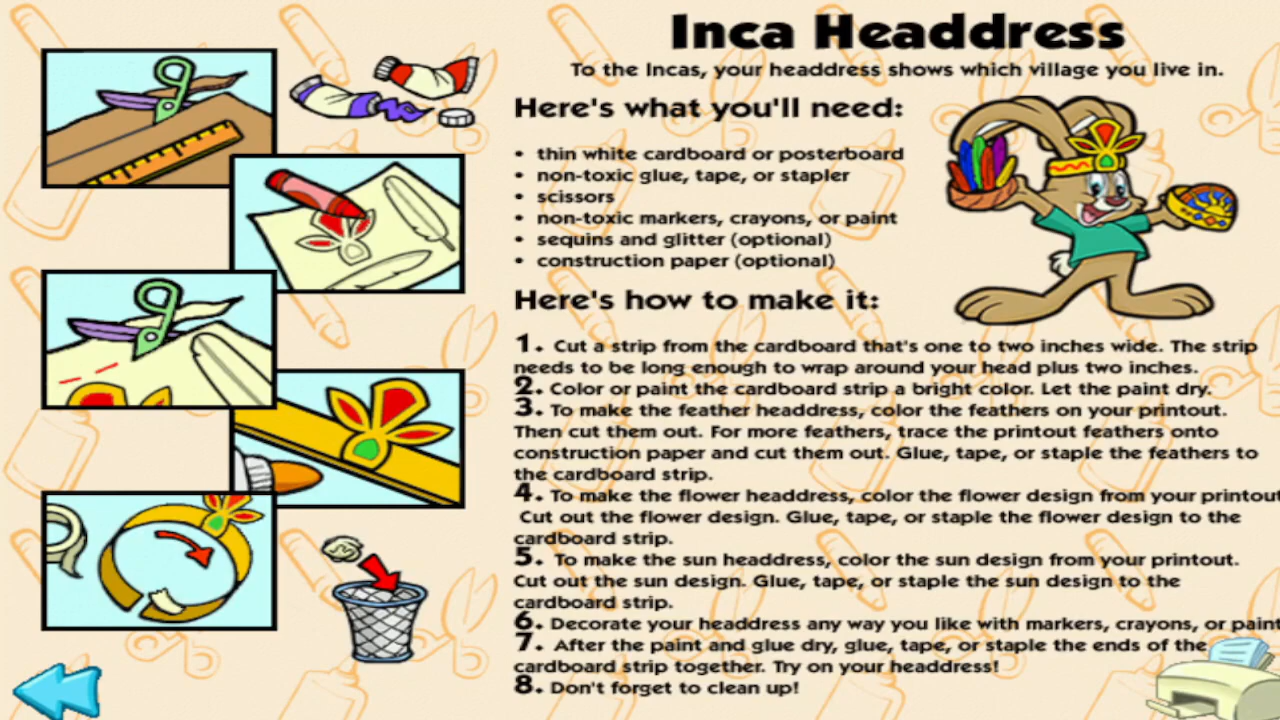 Inca Headdress
To the Incas, your headdress shows which village you live in.
Here's what you'll need:
• thin white cardboard or posterboard
• non-toxic glue, tape, or stapler
• scissors
• non-toxic markers, crayons, or paint
• sequins and glitter (optional)
• construction paper (optional)
Here's how to make it:
1. Cut a strip from the cardboard that's one to two inches wide. The strip
needs to be long enough to wrap around your head plus two inches.
2. Color or paint the cardboard strip a bright color. Let the paint dry.
3. To make the feather headdress, color the feathers on your printout.
Then cut them out. For more feathers, trace the printout feathers onto
construction paper and cut them out. Glue, tape, or staple the feathers to
the cardboard strip.
4. To make the flower headdress, color the flower design from your printout
Cut out the flower design. Glue, tape, or staple the flower design to the
cardboard strip.
5. To make the sun headdress, color the sun design from your printout.
Cut out the sun design. Glue, tape, or staple the sun design to the
cardboard strip.
6. Decorate your headdress any way you like with markers, crayons, or paint
7. After the paint and glue dry, glue, tape, or staple the ends of the
cardboard strip together. Try on your headdress!
8. Don't forget to clean up!